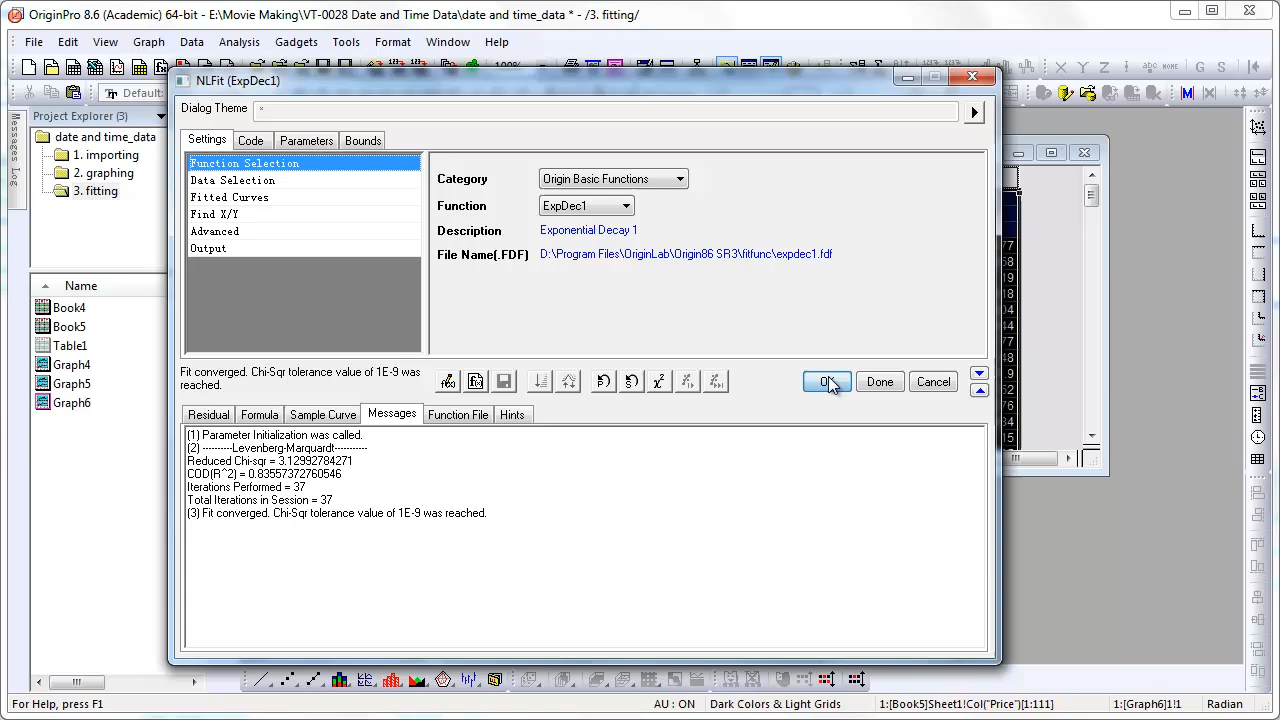 OriginPro 8.6 (Academic) 64-bit - E:\Movie Making\VT-0028 Date and Time Data\date and time_data * - /3. fitting/
File Edit View Graph Data Analysis Gadgets Tools Format Window Help
Default:
Messages Log
Project Explorer (3)
date and time_data
1. importing
2. graphing
3. fitting
Name
Book4
Book5
Table1
Graph4
Graph5
Graph6
NLFit (ExpDec1)
Dialog Theme *
Settings Code Parameters Bounds
Function Selection
Data Selection
Fitted Curves
Find X/Y
Advanced
Output
Category Origin Basic Functions
Function ExpDec1
Description Exponential Decay 1
File Name(.FDF) D:\Program Files\OriginLab\Origin86 SR3\fitfunc\expdec1.fdf
Fit converged. Chi-Sqr tolerance value of 1E-9 was
reached.
OK Done Cancel
Residual Formula Sample Curve Messages Function File Hints
(1) Parameter Initialization was called.
(2) ----------Levenberg-Marquardt----------
Reduced Chi-sqr = 3.12992784271
COD(R^2) = 0.83557372760546
Iterations Performed = 37
Total Iterations in Session = 37
(3) Fit converged. Chi-Sqr tolerance value of 1E-9 was reached.
For Help, press F1
AU : ON Dark Colors & Light Grids 1:[Book5]Sheet1!Col("Price")[1:111] 1:[Graph6]1!1 Radian